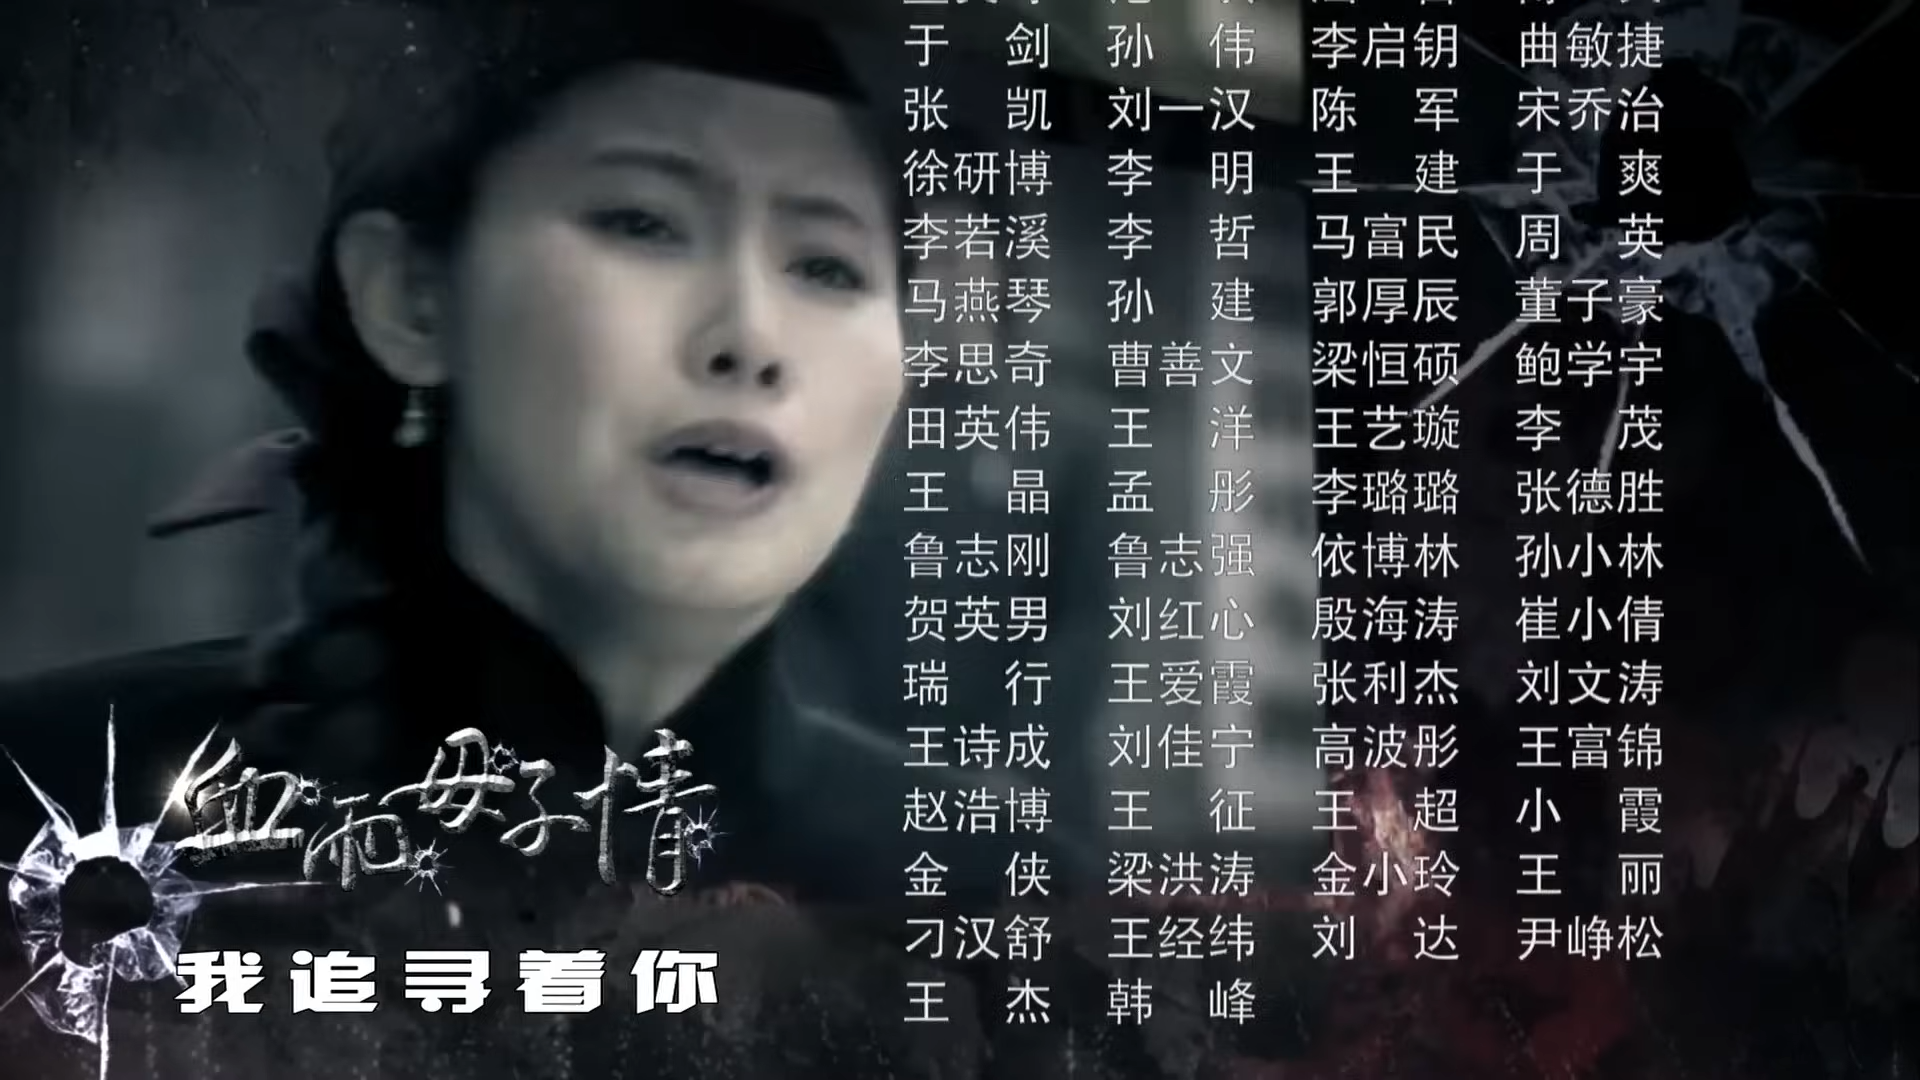 于 剑 孙 伟 李启钥 曲敏捷
张 凯 刘一汉 陈 军 宋乔治
徐研博 李 明 王 建 于 爽
李若溪 李 哲 马富民 周 英
马燕琴 孙 建 郭厚辰 董子豪
李思奇 曹善文 梁恒硕 鲍学宇
田英伟 王 洋 王艺璇 李 茂
王 晶 孟 彤 李璐璐 张德胜
鲁志刚 鲁志强 依博林 孙小林
贺英男 刘红心 殷海涛 崔小倩
瑞 行 王爱霞 张利杰 刘文涛
王诗成 刘佳宁 高波彤 王富锦
赵浩博 王 征 王 超 小 霞
金 侠 梁洪涛 金小玲 王 丽
刁汉舒 王经纬 刘 达 尹峥松
王 杰 韩 峰
血雨母子情
我追寻着你